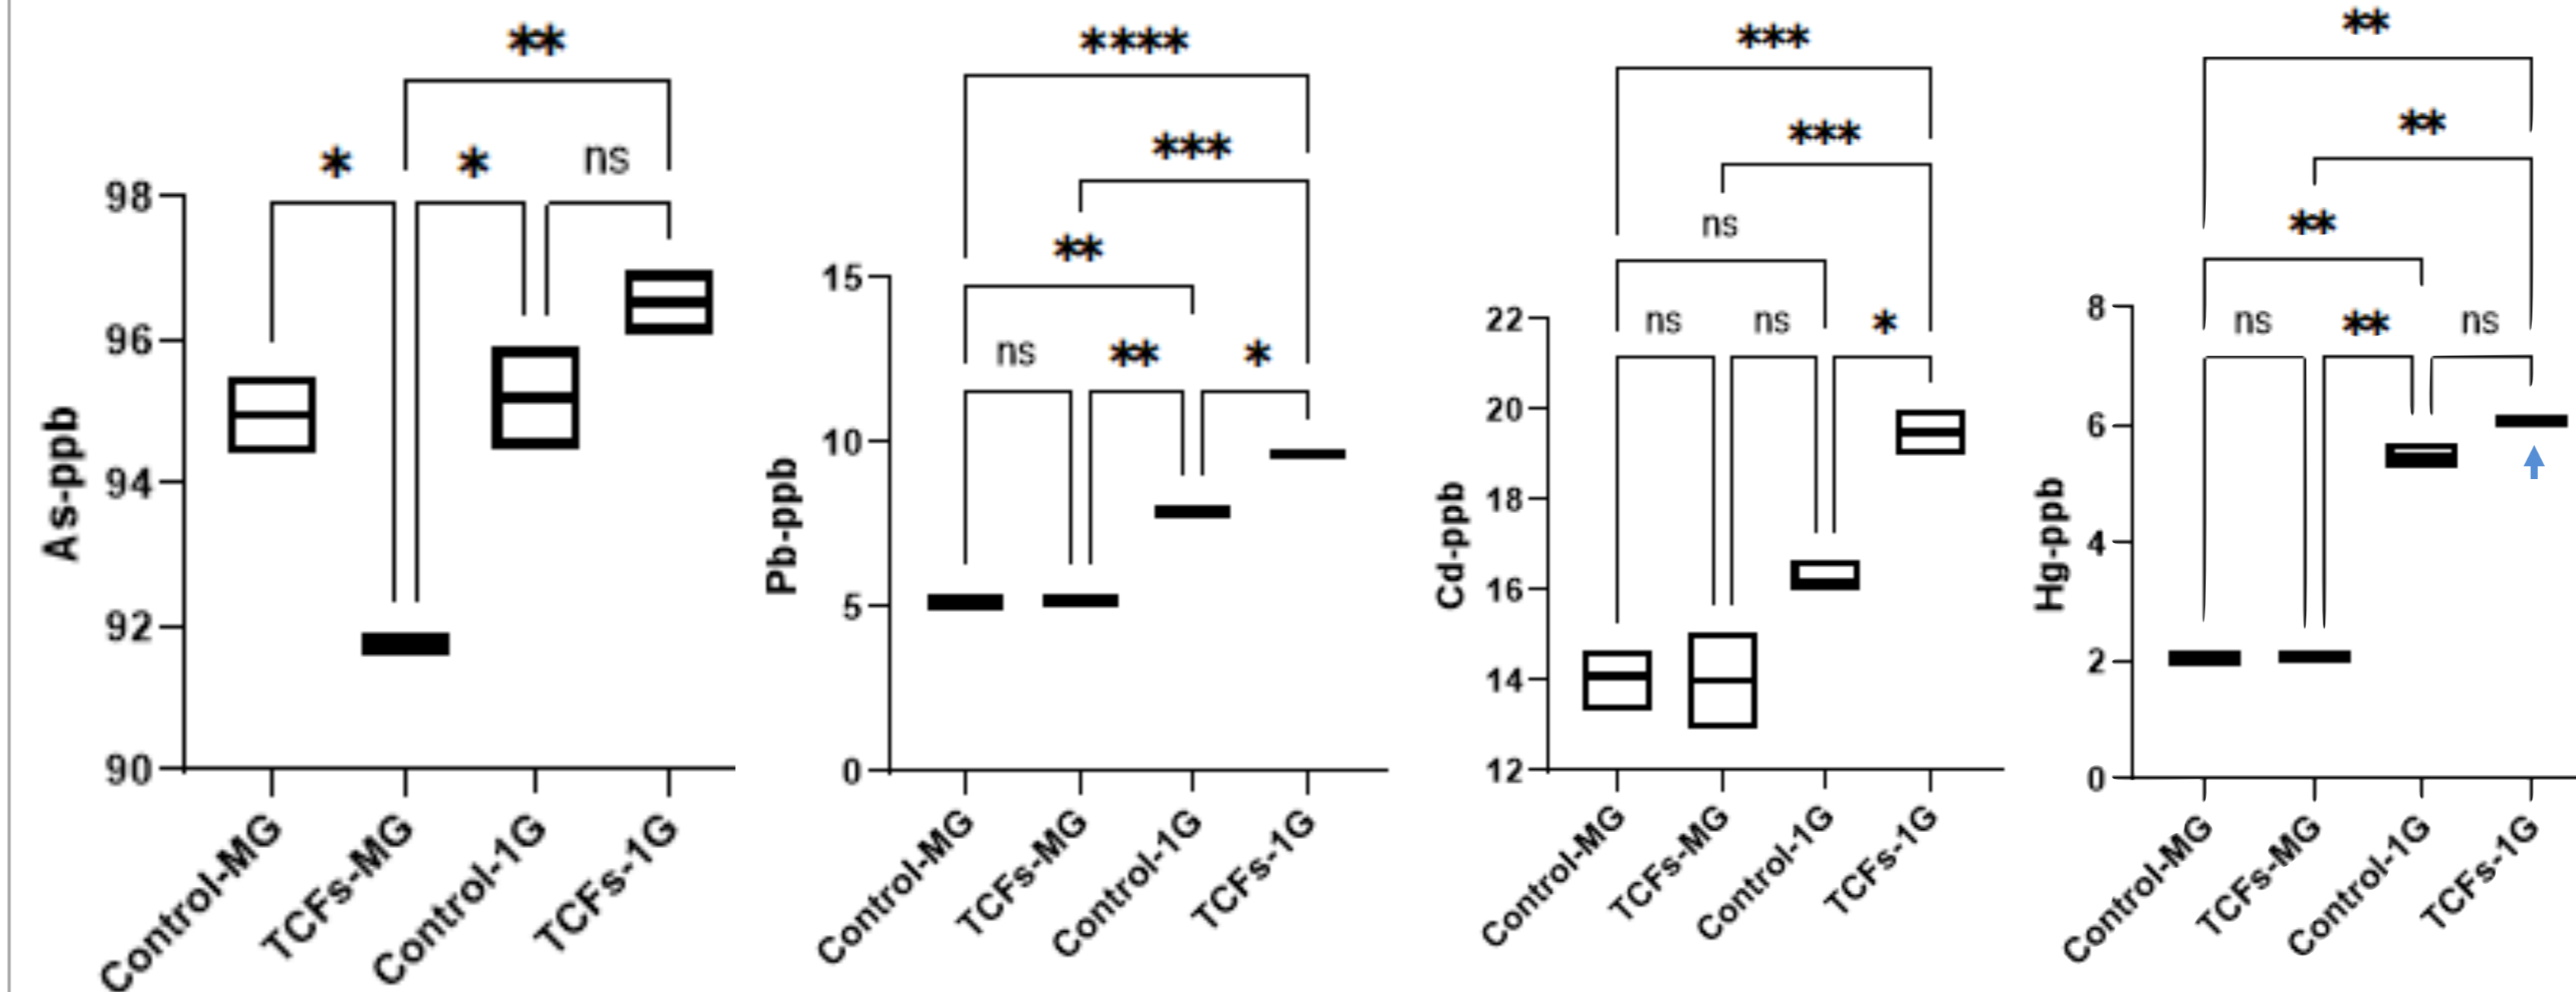 **
* * ns
98
96
94
92
90
As-ppb
Control-MG
TCFs-MG
Control-1G
TCFs-1G
****
***
**
ns ** *
15
10
5
0
Pb-ppb
Control-MG
TCFs-MG
Control-1G
TCFs-1G
***
***
ns
ns ns *
22
20
18
16
14
12
Cd-ppb
Control-MG
TCFs-MG
Control-1G
TCFs-1G
**
**
**
ns ** ns
8
6
4
2
0
Hg-ppb
Control-MG
TCFs-MG
Control-1G
TCFs-1G